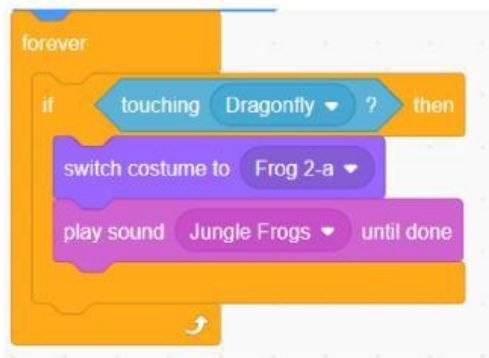 forever
if touching Dragonfly ? then
switch costume to Frog 2-a
play sound Jungle Frogs until done